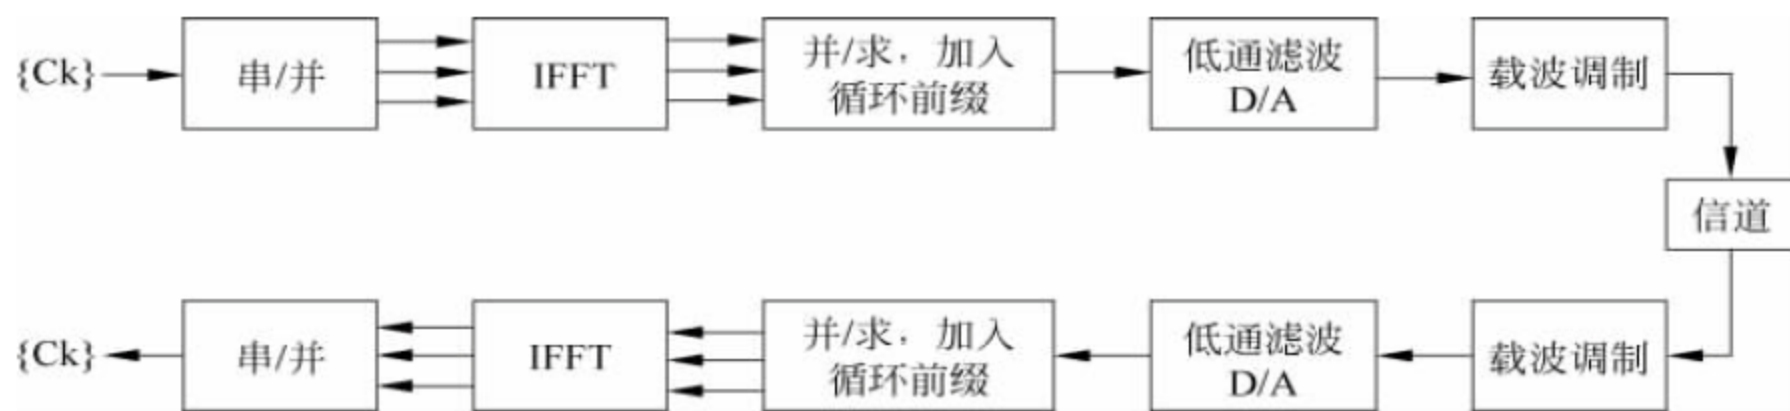 {Ck}
串/并
IFFT
并/求，加入
循环前缀
低通滤波
D/A
载波调制
信道
{Ck}
串/并
IFFT
并/求，加入
循环前缀
低通滤波
D/A
载波调制